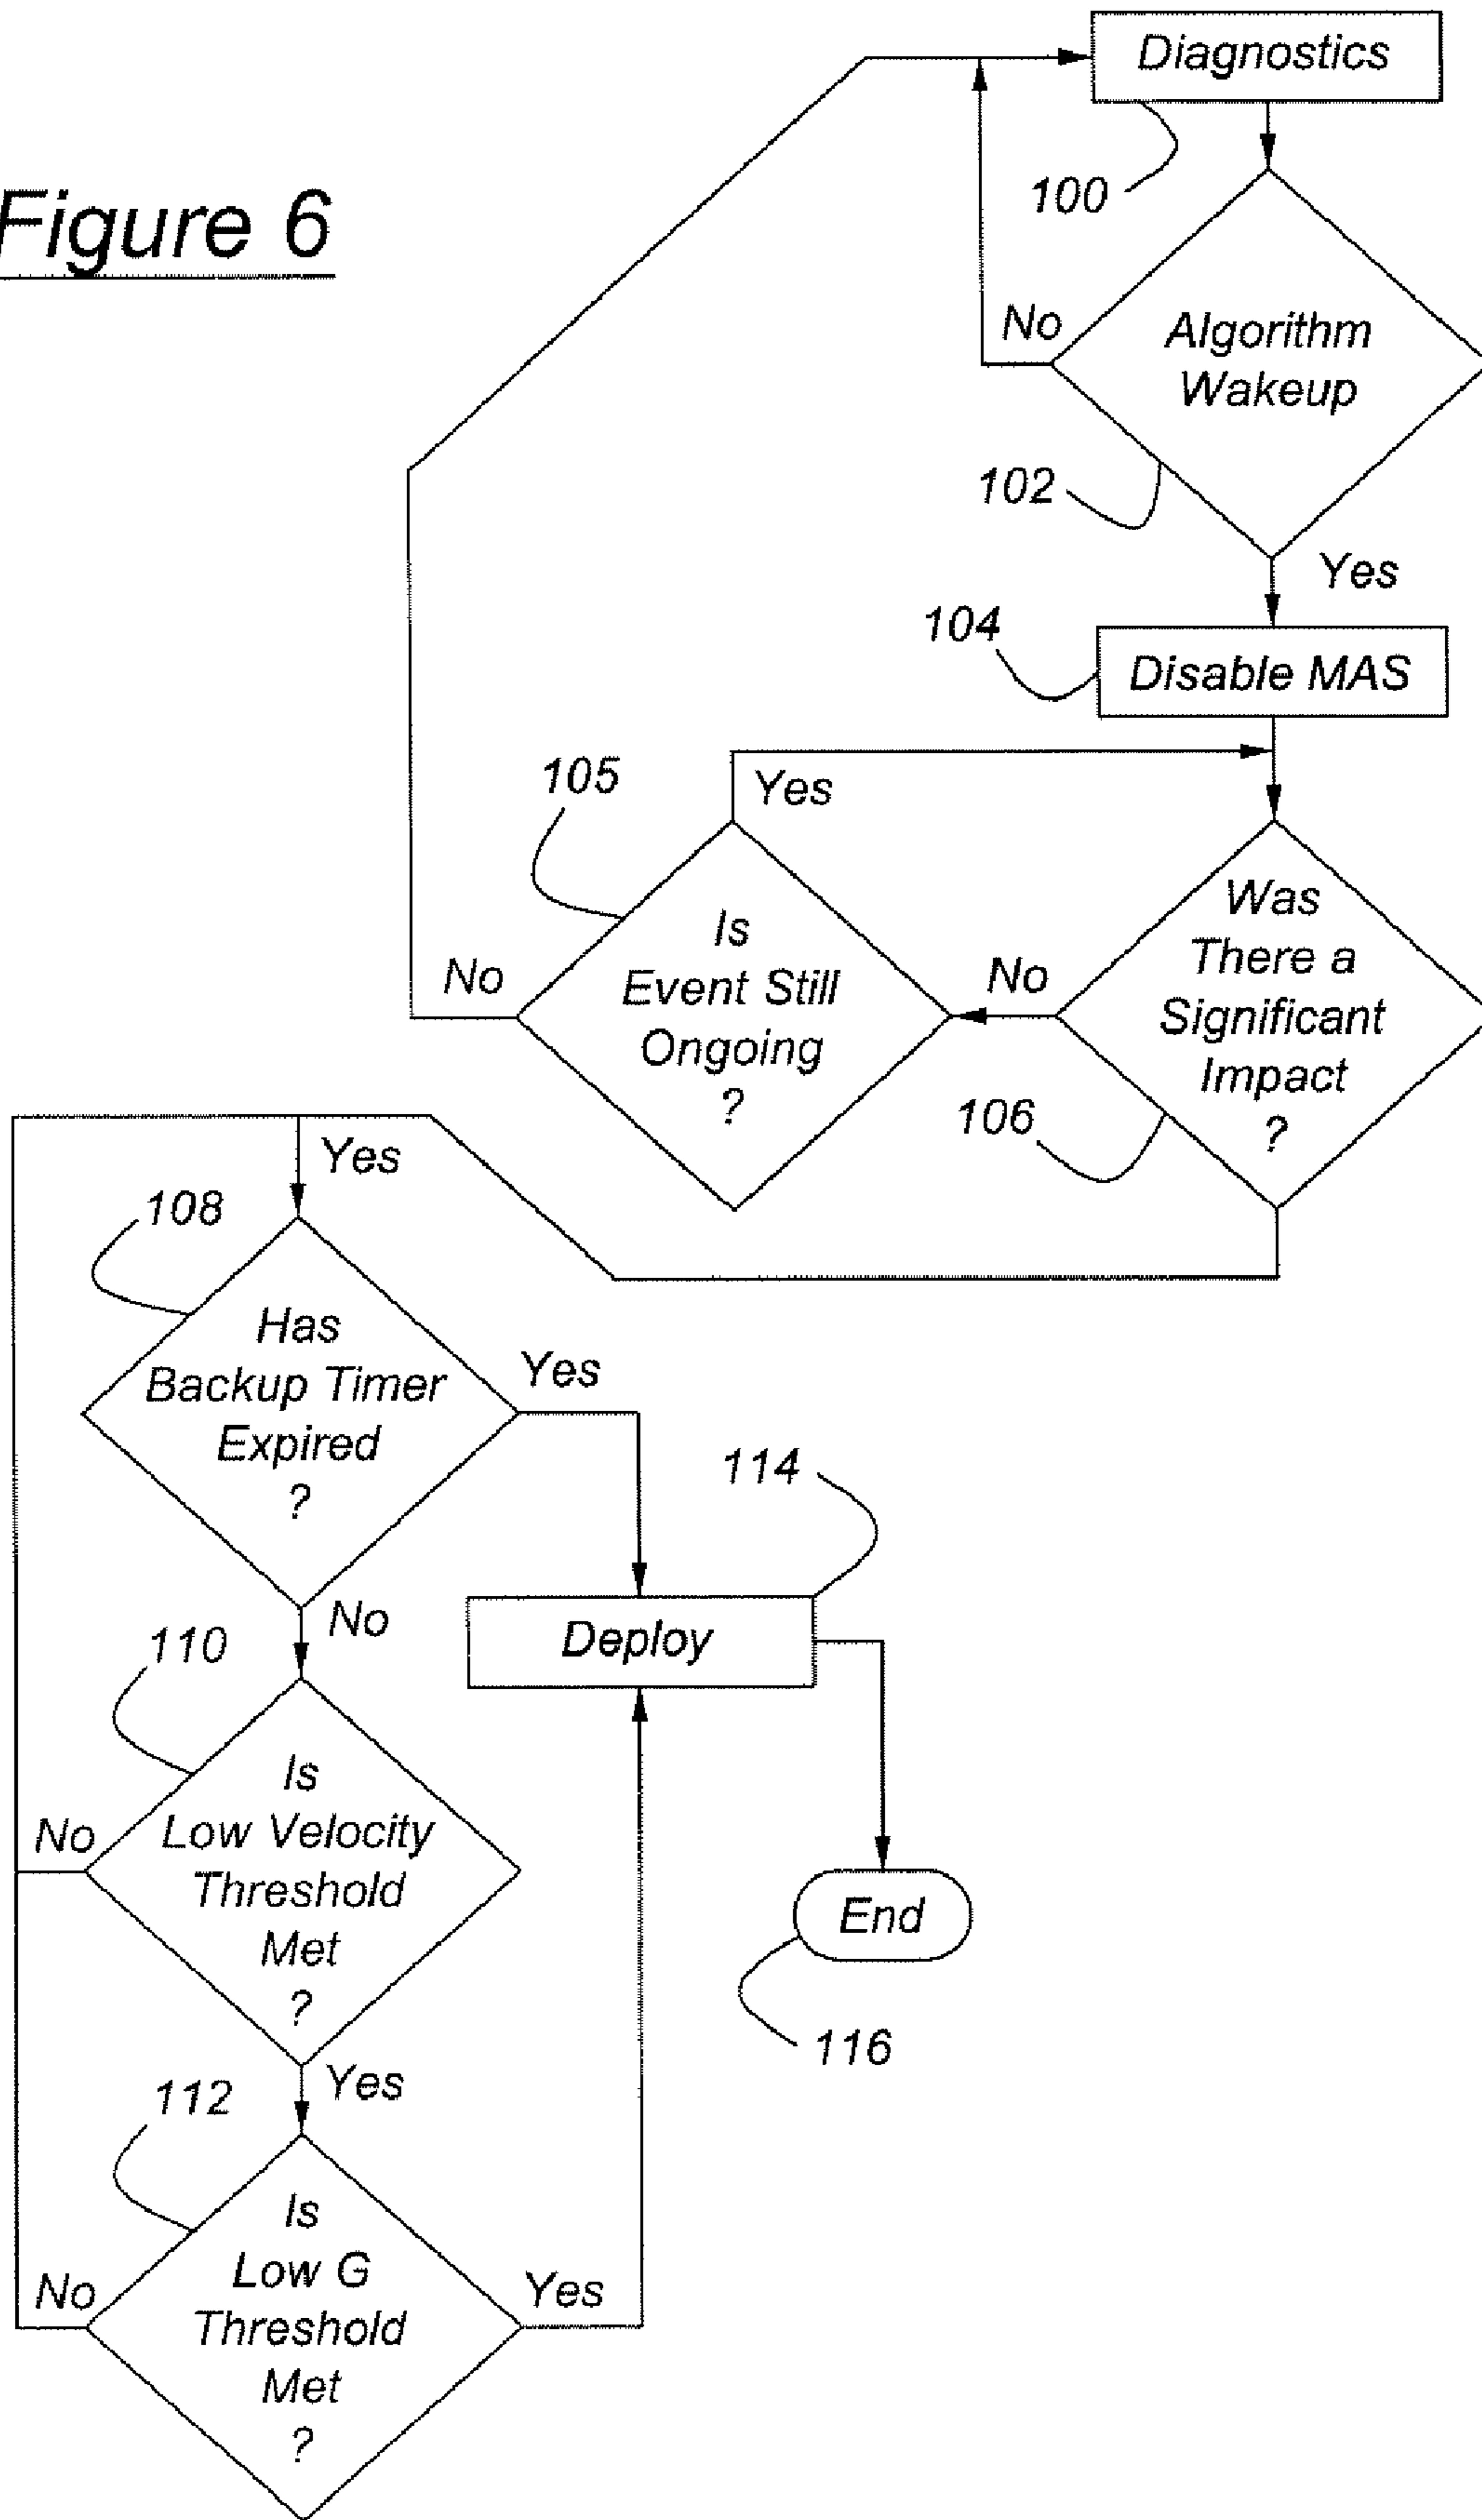 Figure 6
Diagnostics
100
Algorithm
Wakeup
No
102
Yes
104
Disable MAS
105
Yes
Was
There a
Significant
Impact
?
No
106
Is
Event Still
Ongoing
?
No
Yes
108
Has
Backup Timer
Expired
?
Yes
114
No
Deploy
110
Is
Low Velocity
Threshold
Met
?
No
End
116
Yes
112
Is
Low G
Threshold
Met
?
No
Yes